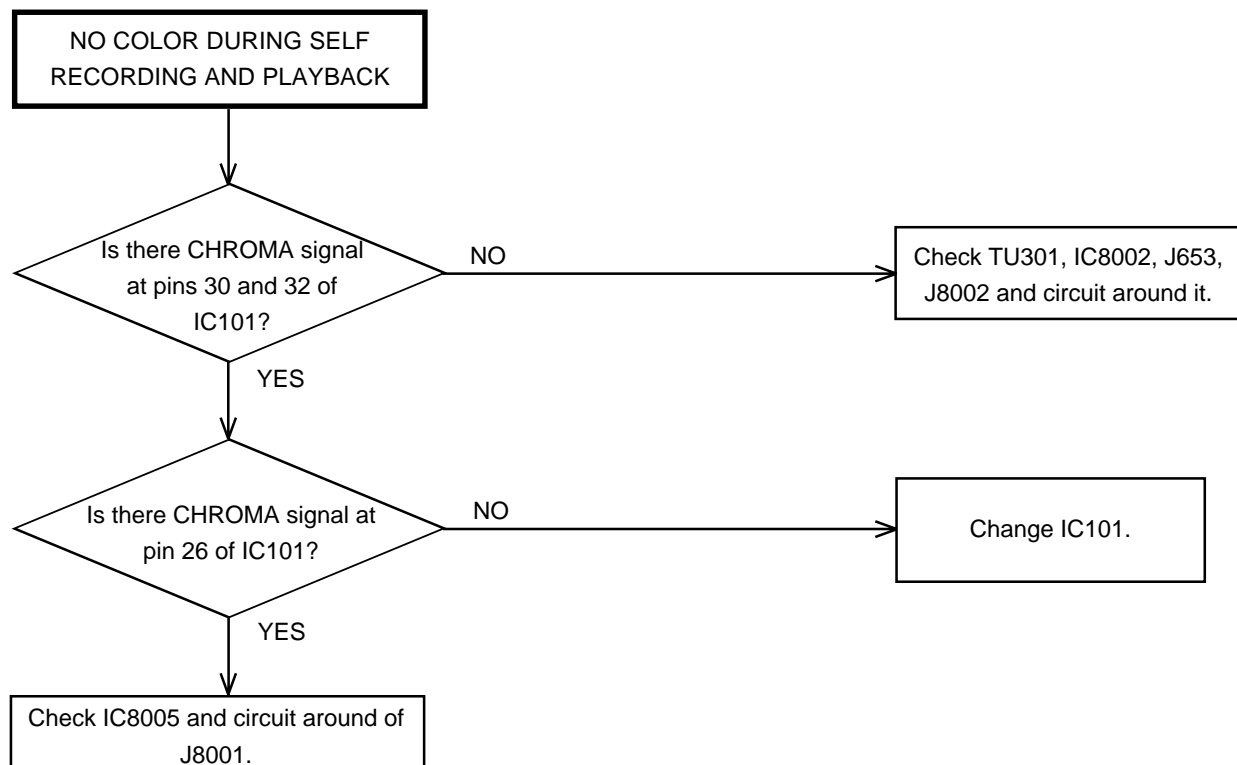 NO COLOR DURING SELF
RECORDING AND PLAYBACK
Is there CHROMA signal
at pins 30 and 32 of
IC101?
NO
Check TU301, IC8002, J653,
J8002 and circuit around it.
YES
Is there CHROMA signal at
pin 26 of IC101?
NO
Change IC101.
YES
Check IC8005 and circuit around of
J8001.